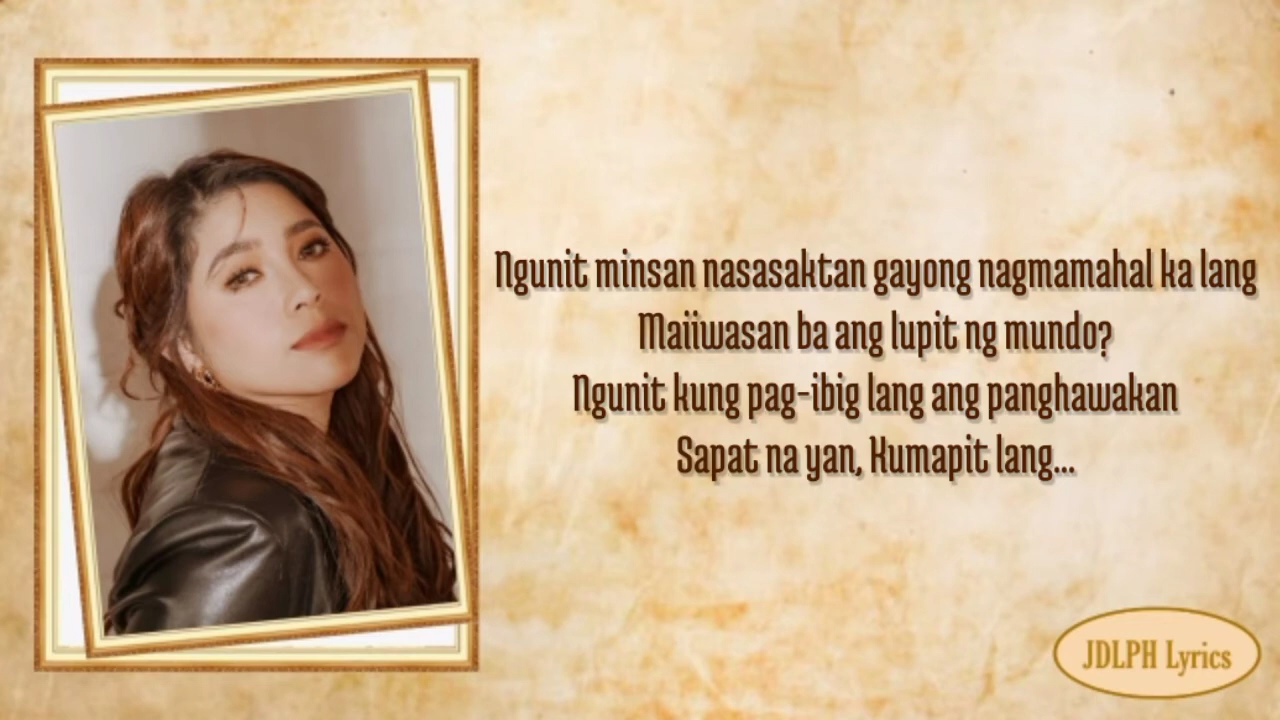 Ngunit minsan nasasaktan gayong nagmamahal ka lang
Maiiwasan ba ang lupit ng mundo?
Ngunit kung pag-ibig lang ang panghawakan
Sapat na yan, Kumapit lang...
JDLPH Lyrics